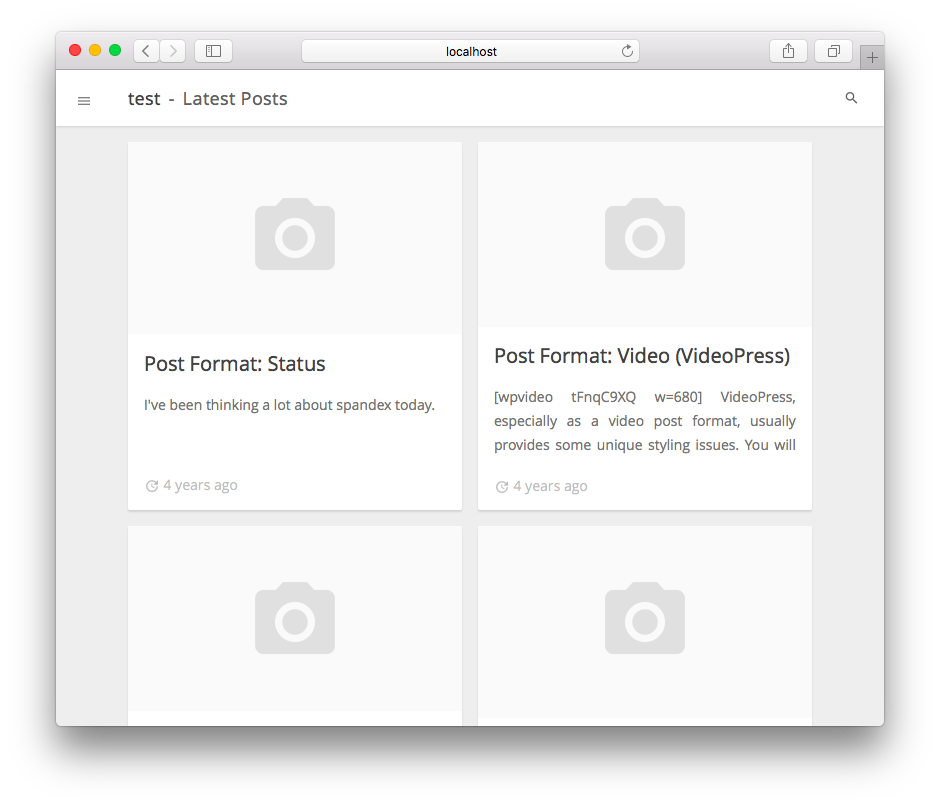 localhost
test - Latest Posts
Post Format: Status
I've been thinking a lot about spandex today.
4 years ago
Post Format: Video (VideoPress)
[wpvideo tFnqC9XQ w=680] VideoPress,
especially as a video post format, usually
provides some unique styling issues. You will
4 years ago